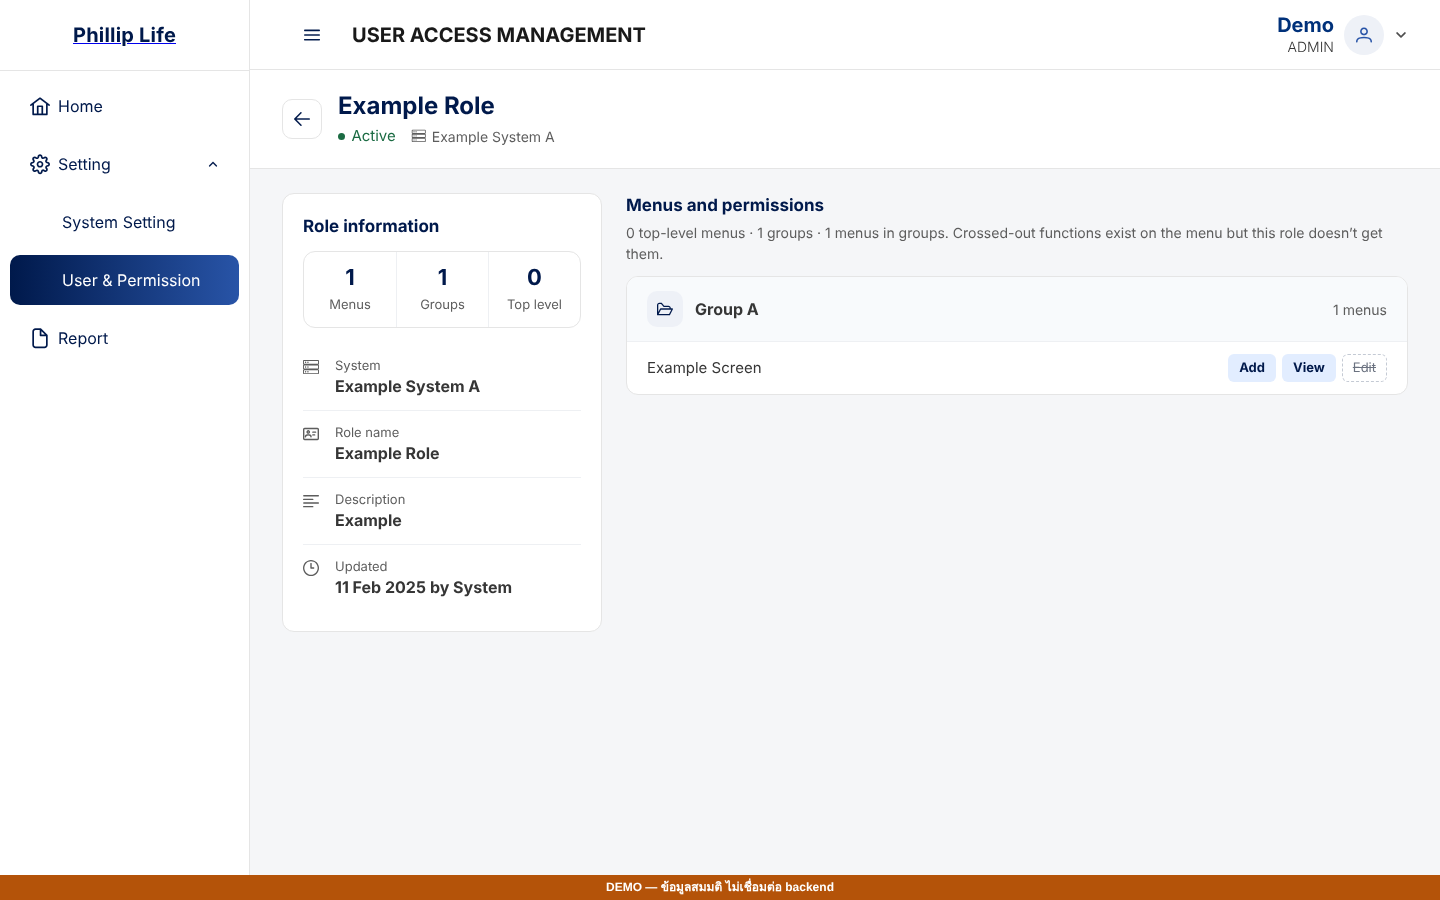 Phillip Life
USER ACCESS MANAGEMENT
Demo
ADMIN
Home
Setting
System Setting
User & Permission
Report
Example Role
Active
Example System A
Role information
1
Menus
1
Groups
0
Top level
System
Example System A
Role name
Example Role
Description
Example
Updated
11 Feb 2025 by System
Menus and permissions
0 top-level menus · 1 groups · 1 menus in groups. Crossed-out functions exist on the menu but this role doesn’t get
them.
Group A
1 menus
Example Screen
Add
View
Edit
DEMO — ข้อมูลสมมติ ไม่เชื่อมต่อ backend